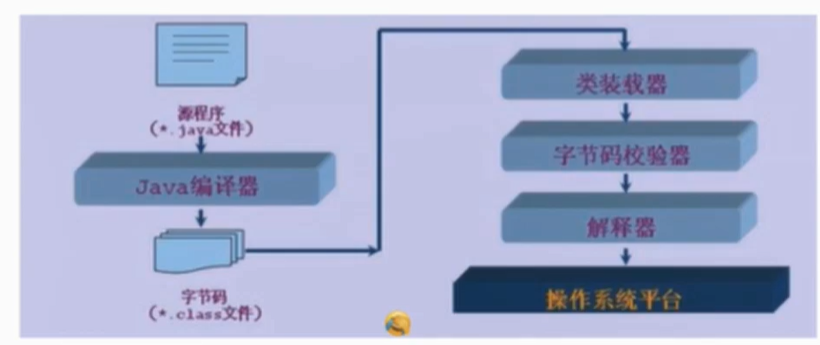 源程序
(*.java文件)
Java编译器
字节码
(*.class文件)
类装载器
字节码校验器
解释器
操作系统平台